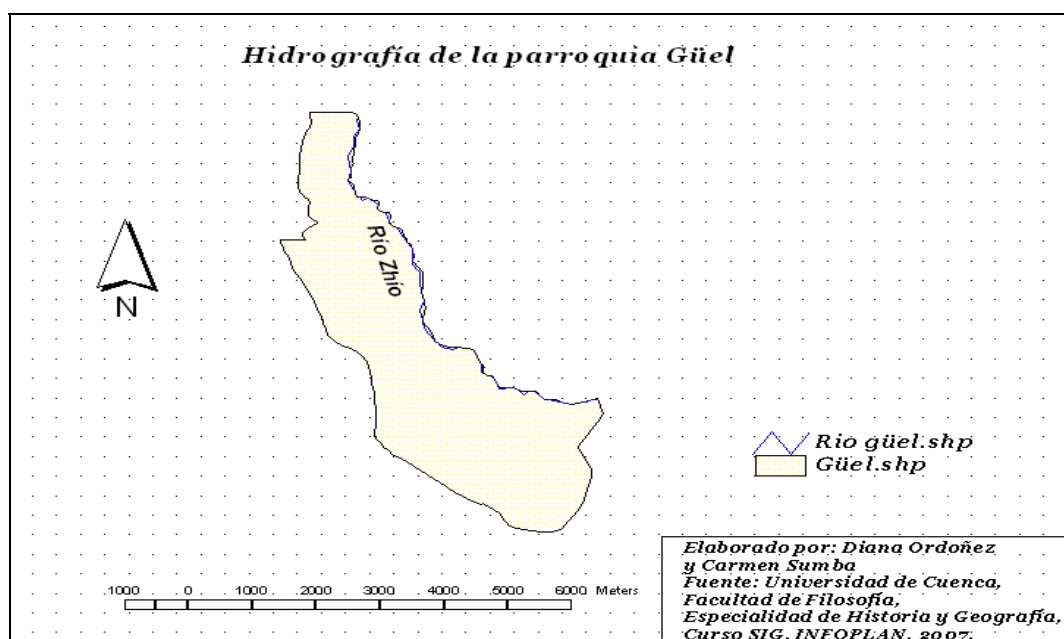 Hidrografía de la parroquia Güel
Río Zhío
N
Rio güel.shp
Güel.shp
1000 0 1000 2000 3000 4000 5000 6000 Meters
Elaborado por: Diana Ordoñez
y Carmen Sumba
Fuente: Universidad de Cuenca,
Facultad de Filosofía,
Especialidad de Historia y Geografía,
Curso SIG, INFOPLAN, 2007.